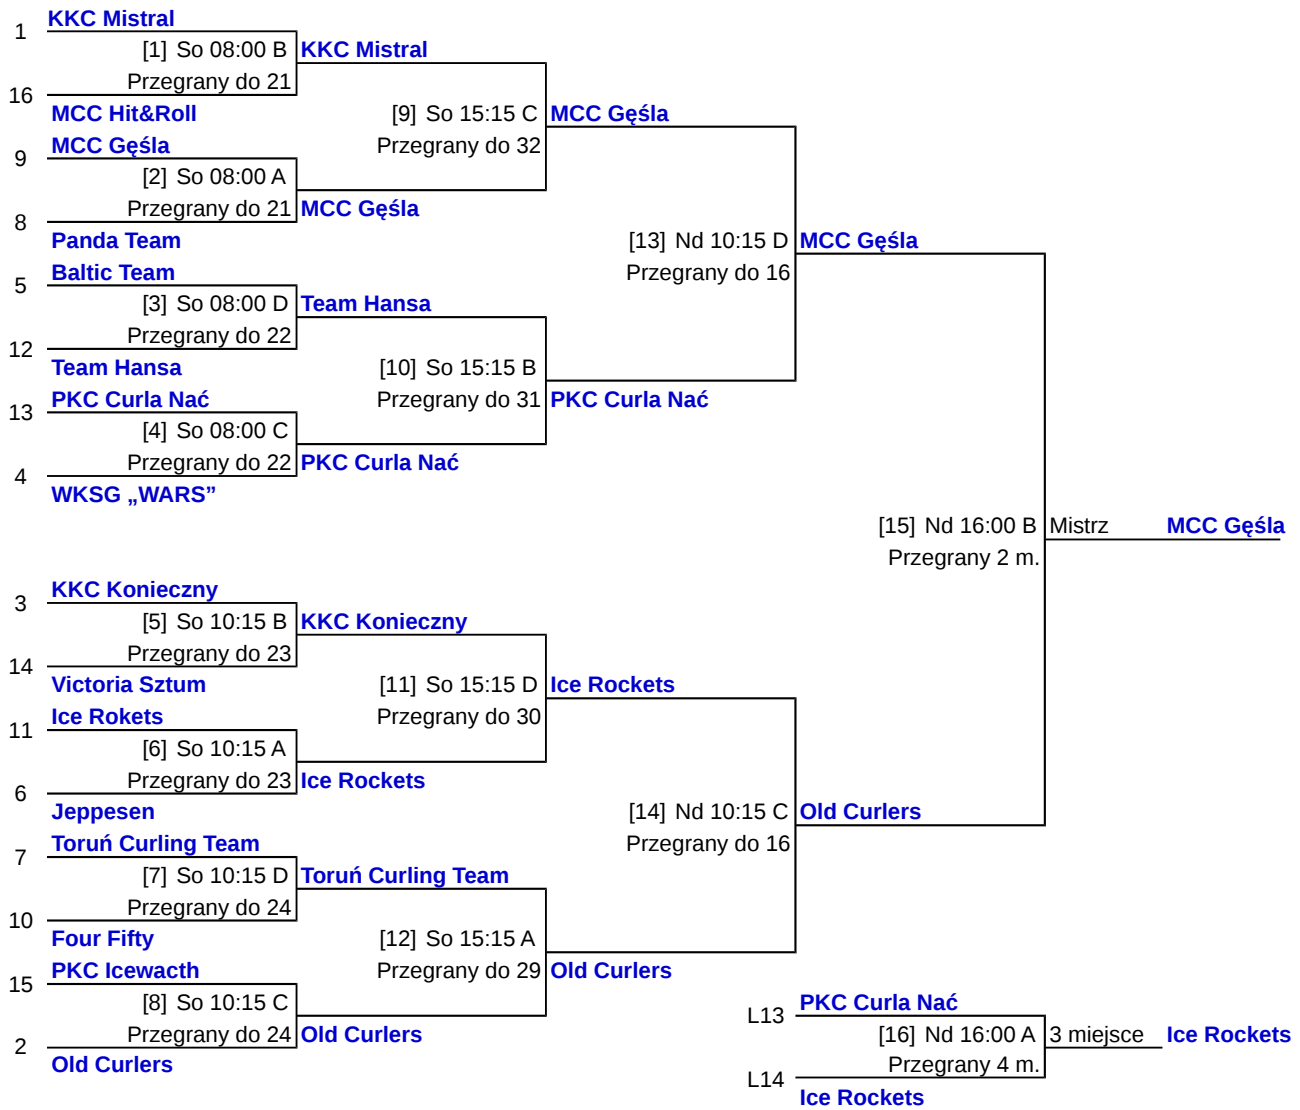 KKC Mistral
1
[1] So 08:00 B KKC Mistral
Przegrany do 21
16
MCC Hit&Roll [9] So 15:15 C MCC Gęśla
MCC Gęśla Przegrany do 32
9
[2] So 08:00 A
Przegrany do 21 MCC Gęśla
8
Panda Team [13] Nd 10:15 D MCC Gęśla
Baltic Team Przegrany do 16
5
[3] So 08:00 D Team Hansa
Przegrany do 22
12
Team Hansa [10] So 15:15 B
PKC Curla Nać Przegrany do 31 PKC Curla Nać
13
[4] So 08:00 C
Przegrany do 22 PKC Curla Nać
4
WKSG „WARS”
[15] Nd 16:00 B Mistrz MCC Gęśla
Przegrany 2 m.
KKC Konieczny
3
[5] So 10:15 B KKC Konieczny
Przegrany do 23
14
Victoria Sztum [11] So 15:15 D Ice Rockets
Ice Rokets Przegrany do 30
11
[6] So 10:15 A
Przegrany do 23 Ice Rockets
6
Jeppesen [14] Nd 10:15 C Old Curlers
Toruń Curling Team Przegrany do 16
7
[7] So 10:15 D Toruń Curling Team
Przegrany do 24
10
Four Fifty [12] So 15:15 A
PKC Icewacth Przegrany do 29 Old Curlers
15
[8] So 10:15 C PKC Curla Nać
L13
Przegrany do 24 Old Curlers [16] Nd 16:00 A 3 miejsce Ice Rockets
2
Old Curlers Przegrany 4 m.
L14
Ice Rockets